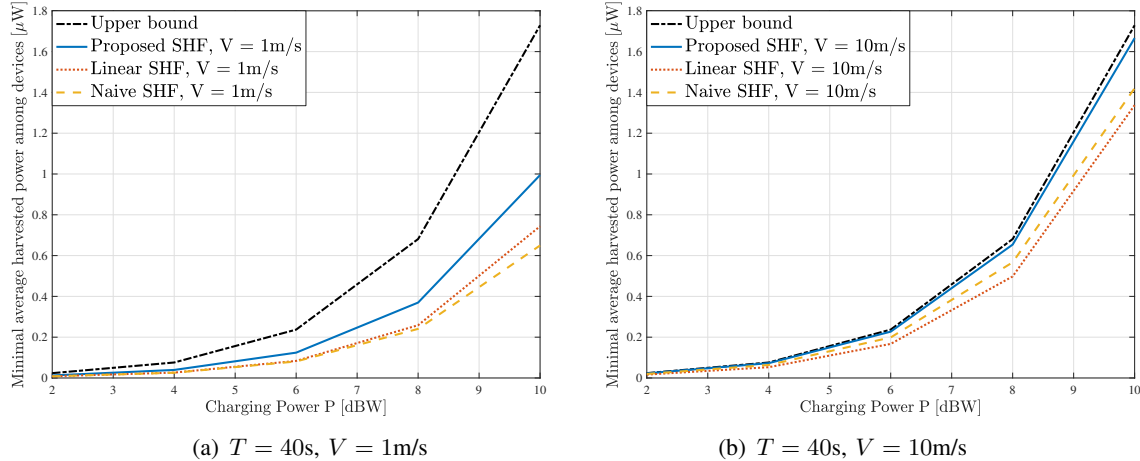 Minimal average harvested power among devices [μW]
1.8
1.6
1.4
1.2
1
0.8
0.6
0.4
0.2
0
Upper bound
Proposed SHF, V = 1m/s
Linear SHF, V = 1m/s
Naive SHF, V = 1m/s
2 3 4 5 6 7 8 9 10
Charging Power P [dBW]
(a) T = 40s, V = 1m/s
Minimal average harvested power among devices [μW]
1.8
1.6
1.4
1.2
1
0.8
0.6
0.4
0.2
0
Upper bound
Proposed SHF, V = 10m/s
Linear SHF, V = 10m/s
Naive SHF, V = 10m/s
2 3 4 5 6 7 8 9 10
Charging Power P [dBW]
(b) T = 40s, V = 10m/s